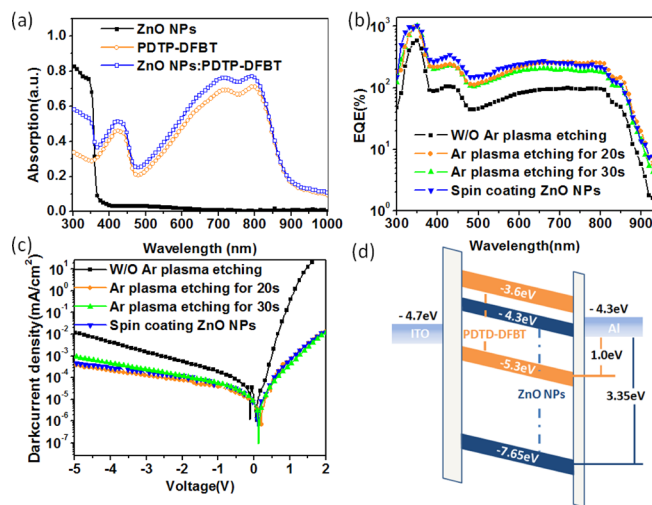 (a)
ZnO NPs
PDTP-DFBT
ZnO NPs:PDTP-DFBT
1.0
0.8
0.6
0.4
0.2
0.0
Absorption(a.u.)
300 400 500 600 700 800 900 1000
Wavelength (nm)
(b)
10³
10²
10¹
10⁰
EQE(%)
W/O Ar plasma etching
Ar plasma etching for 20s
Ar plasma etching for 30s
Spin coating ZnO NPs
300 400 500 600 700 800 900
Wavelength(nm)
(c)
10¹
10⁰
10⁻¹
10⁻²
10⁻³
10⁻⁴
10⁻⁵
10⁻⁶
10⁻⁷
Darkcurrent density(mA/cm²)
W/O Ar plasma etching
Ar plasma etching for 20s
Ar plasma etching for 30s
Spin coating ZnO NPs
-5 -4 -3 -2 -1 0 1 2
Voltage(V)
(d)
-3.6eV
- 4.7eV
ITO
- 4.3eV
PDTD-DFBT
- 4.3eV
Al
-5.3eV
1.0eV
ZnO NPs
3.35eV
-7.65eV